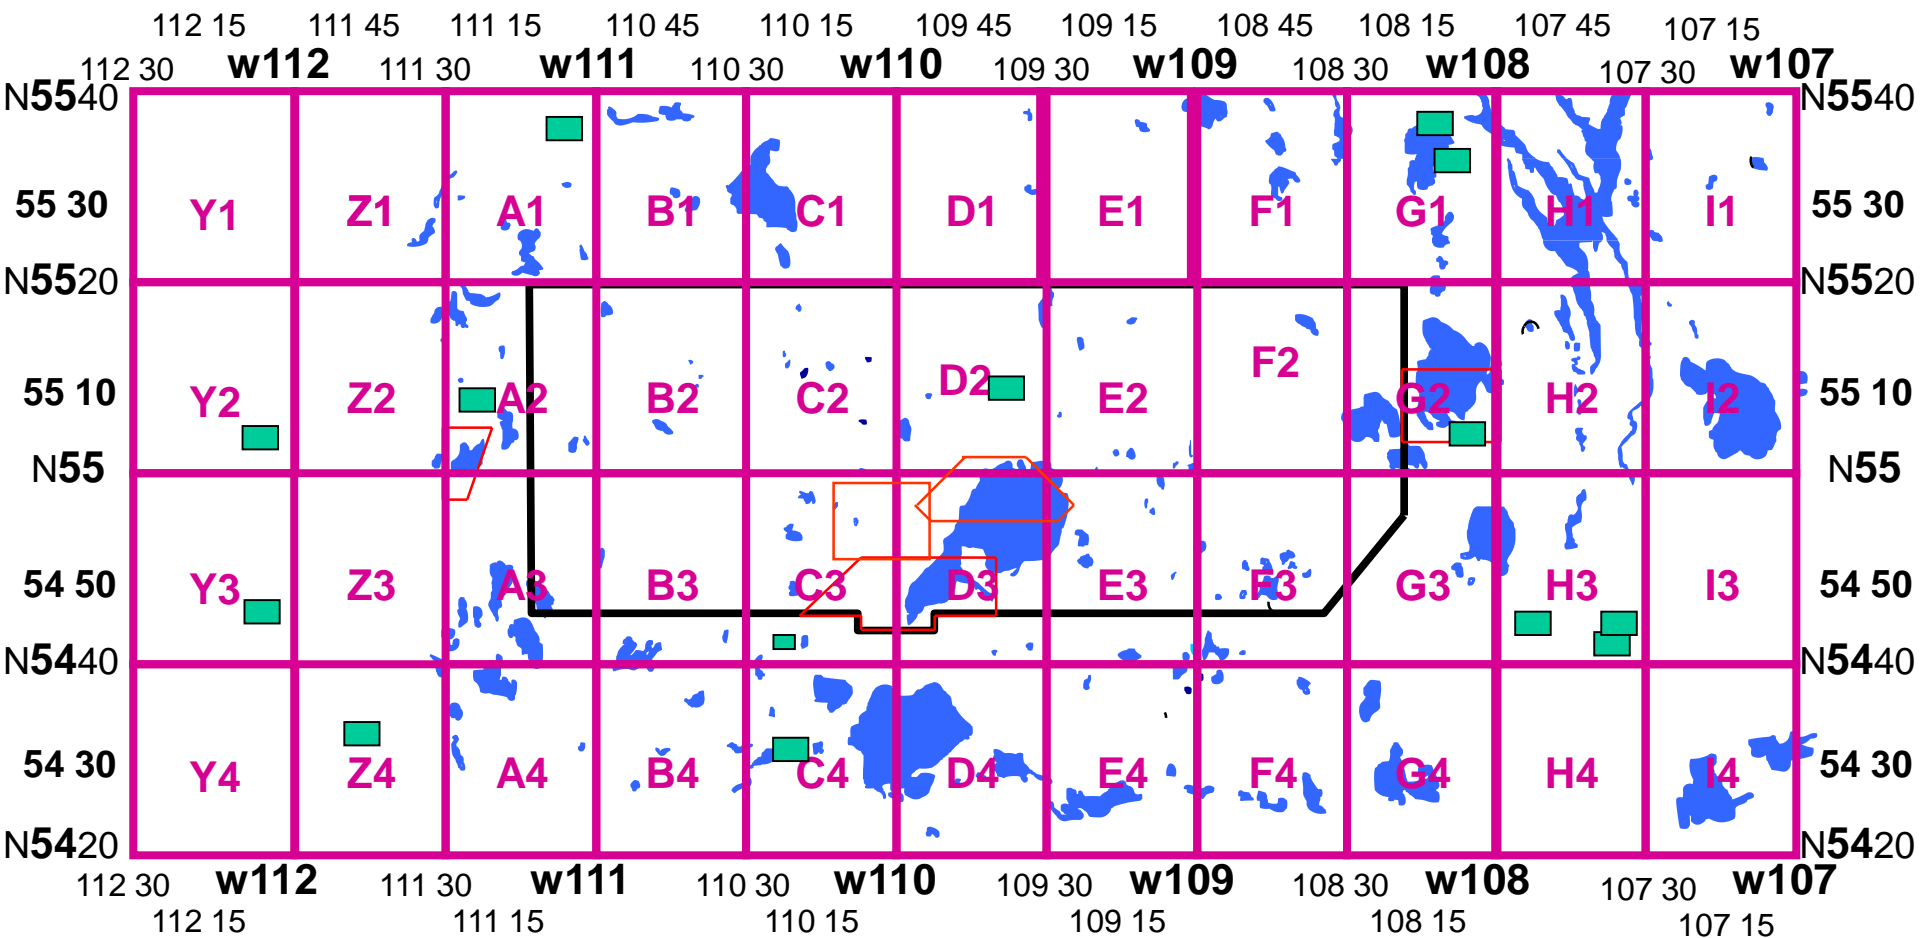 112 15 111 45 111 15 110 45 110 15 109 45 109 15 108 45 108 15 107 45 107 15
112 30 w112 111 30 w111 110 30 w110 109 30 w109 108 30 w108 107 30 w107
N5540 N5540
55 30 Y1 Z1 A1 B1 C1 D1 E1 F1 G1 H1 I1 55 30
N5520 N5520
55 10 Y2 Z2 A2 B2 C2 D2 E2 F2 G2 H2 I2 55 10
N55 N55
54 50 Y3 Z3 A3 B3 C3 D3 E3 F3 G3 H3 I3 54 50
N5440 N5440
54 30 Y4 Z4 A4 B4 C4 D4 E4 F4 G4 H4 I4 54 30
N5420 N5420
112 30 w112 111 30 w111 110 30 w110 109 30 w109 108 30 w108 107 30 w107
112 15 111 15 110 15 109 15 108 15 107 15